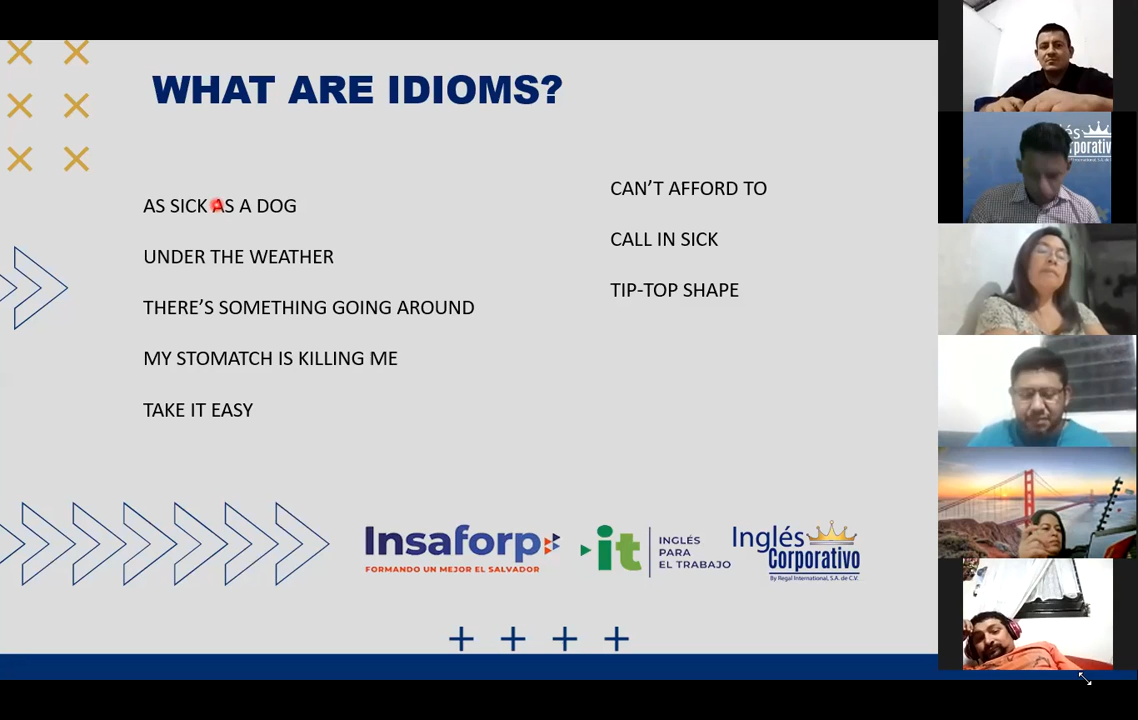 WHAT ARE IDIOMS?
AS SICK AS A DOG
UNDER THE WEATHER
THERE'S SOMETHING GOING AROUND
MY STOMATCH IS KILLING ME
TAKE IT EASY
CAN'T AFFORD TO
CALL IN SICK
TIP-TOP SHAPE
Insaforp
FORMANDO UN MEJOR EL SALVADOR
it
INGLÉS
PARA
EL TRABAJO
Inglés
Corporativo
By Regal International, S.A. de C.V.
és
rporativ